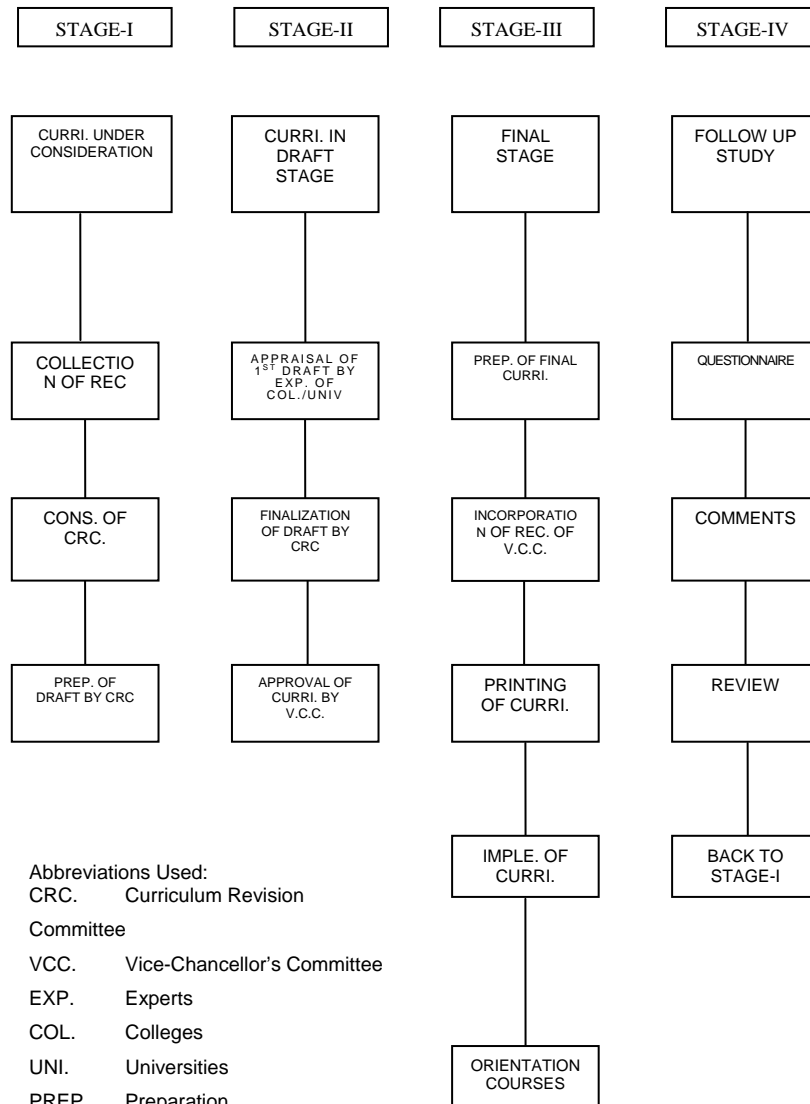 STAGE-I
STAGE-II
STAGE-III
STAGE-IV
CURRI. UNDER
CONSIDERATION
CURRI. IN
DRAFT
STAGE
FINAL
STAGE
FOLLOW UP
STUDY
COLLECTIO
N OF REC
APPRAISAL OF
1ST DRAFT BY
EXP. OF
COL./UNIV
PREP. OF FINAL
CURRI.
QUESTIONNAIRE
CONS. OF
CRC.
FINALIZATION
OF DRAFT BY
CRC
INCORPORATIO
N OF REC. OF
V.C.C.
COMMENTS
PREP. OF
DRAFT BY CRC
APPROVAL OF
CURRI. BY
V.C.C.
PRINTING
OF CURRI.
REVIEW
IMPLE. OF
CURRI.
BACK TO
STAGE-I
Abbreviations Used:
CRC. Curriculum Revision
Committee
VCC. Vice-Chancellor's Committee
EXP. Experts
COL. Colleges
UNI. Universities
PREP. Preparation
ORIENTATION
COURSES